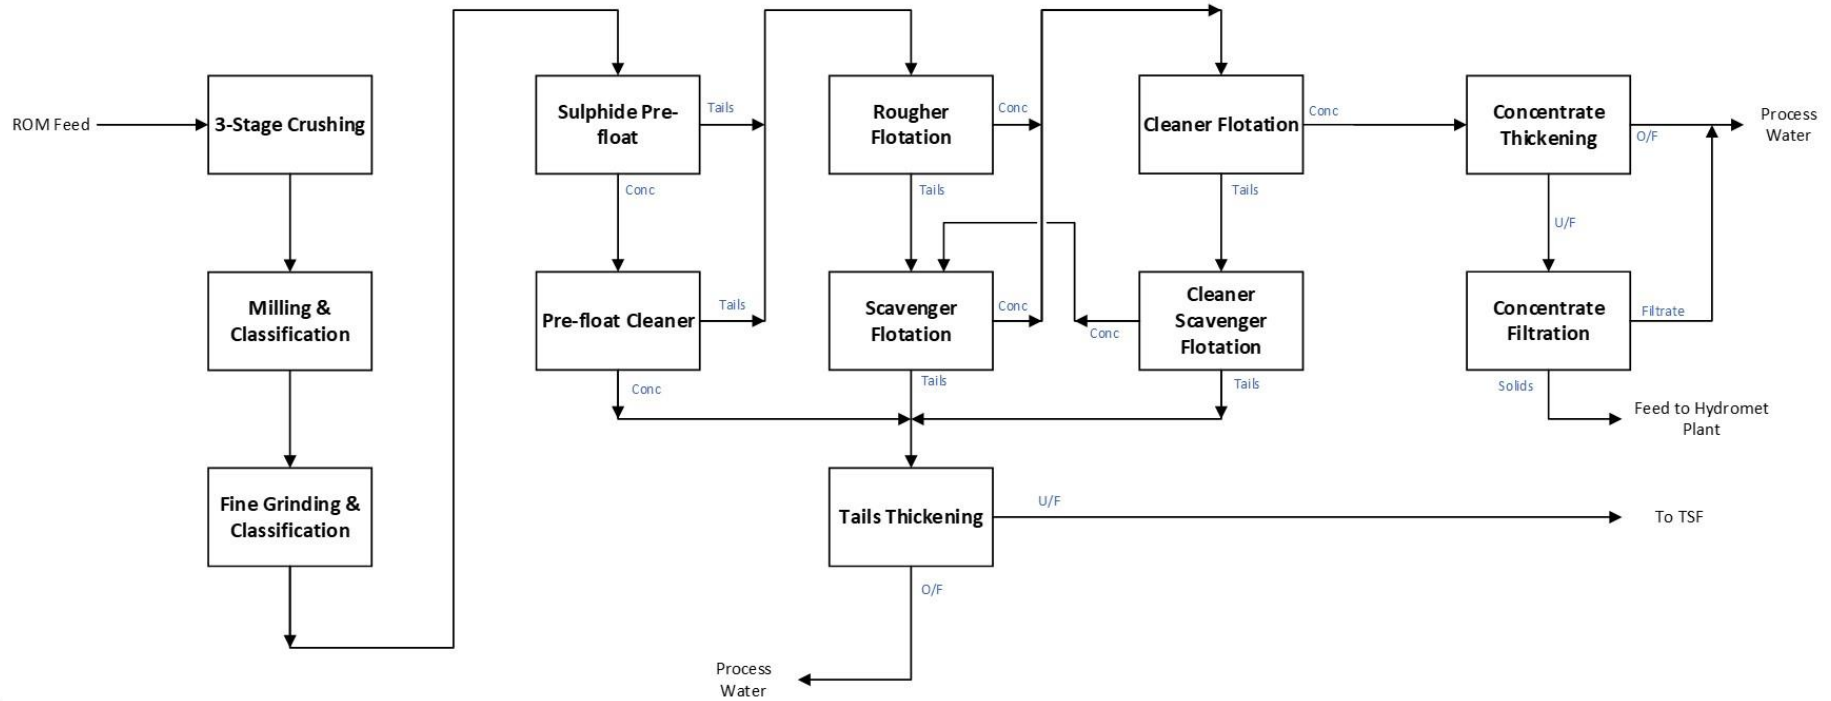 ROM Feed
3-Stage Crushing
Milling &
Classification
Fine Grinding &
Classification
Sulphide Pre-
float
Tails
Conc
Pre-float Cleaner
Tails
Conc
Rougher
Flotation
Conc
Tails
Scavenger
Flotation
Conc
Tails
Cleaner Flotation
Conc
Tails
Cleaner
Scavenger
Flotation
Conc
Tails
Concentrate
Thickening
O/F
Process
Water
U/F
Concentrate
Filtration
Filtrate
Solids
Feed to Hydromet
Plant
Tails Thickening
U/F
To TSF
O/F
Process
Water